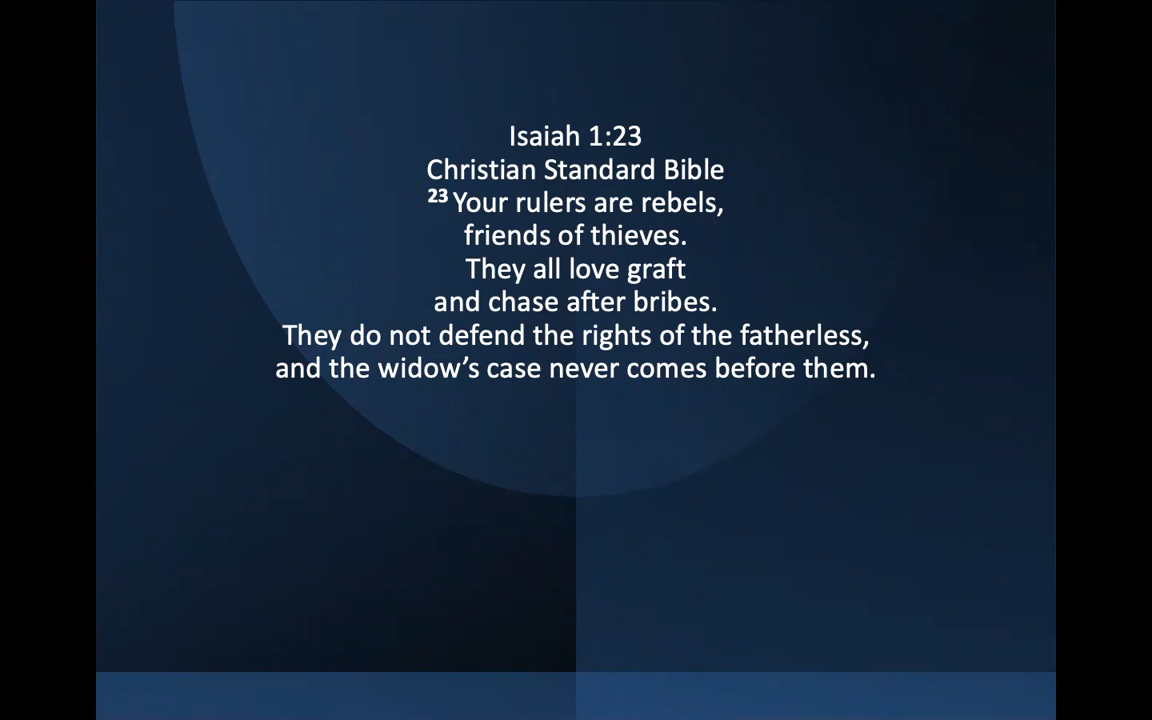 Isaiah 1:23
Christian Standard Bible
23 Your rulers are rebels,
friends of thieves.
They all love graft
and chase after bribes.
They do not defend the rights of the fatherless,
and the widow’s case never comes before them.